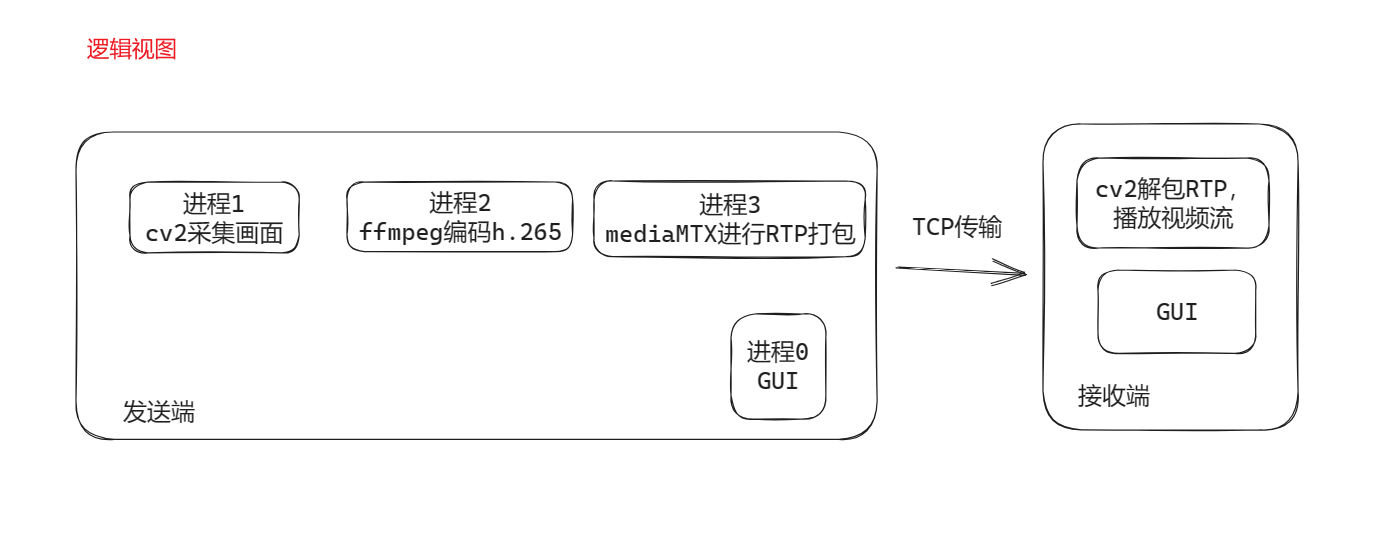 逻辑视图
进程1
cv2采集画面
进程2
ffmpeg编码h.265
进程3
mediaMTX进行RTP打包
进程0
GUI
发送端
TCP传输
cv2解包RTP，
播放视频流
GUI
接收端